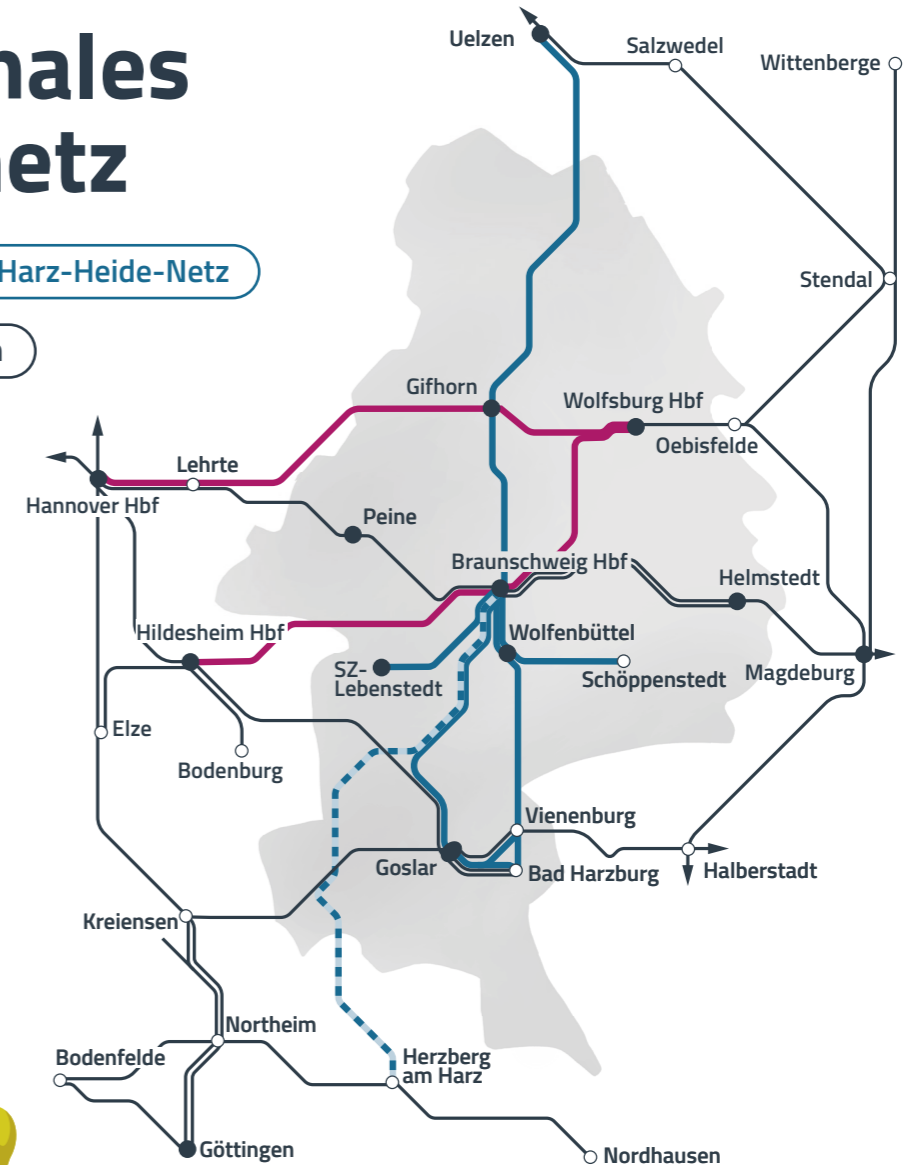 nales
netz
Harz-Heide-Netz
Uelzen
Salzwedel
Wittenberge
Stendal
Gifhorn
Wolfsburg Hbf
Oebisfelde
Lehrte
Hannover Hbf
Peine
Braunschweig Hbf
Helmstedt
Hildesheim Hbf
Wolfenbüttel
SZ-
Lebenstedt
Schöppenstedt
Magdeburg
Elze
Bodenburg
Vienenburg
Goslar
Bad Harzburg
Halberstadt
Kreiensen
Northeim
Bodenfelde
Herzberg
am Harz
Göttingen
Nordhausen